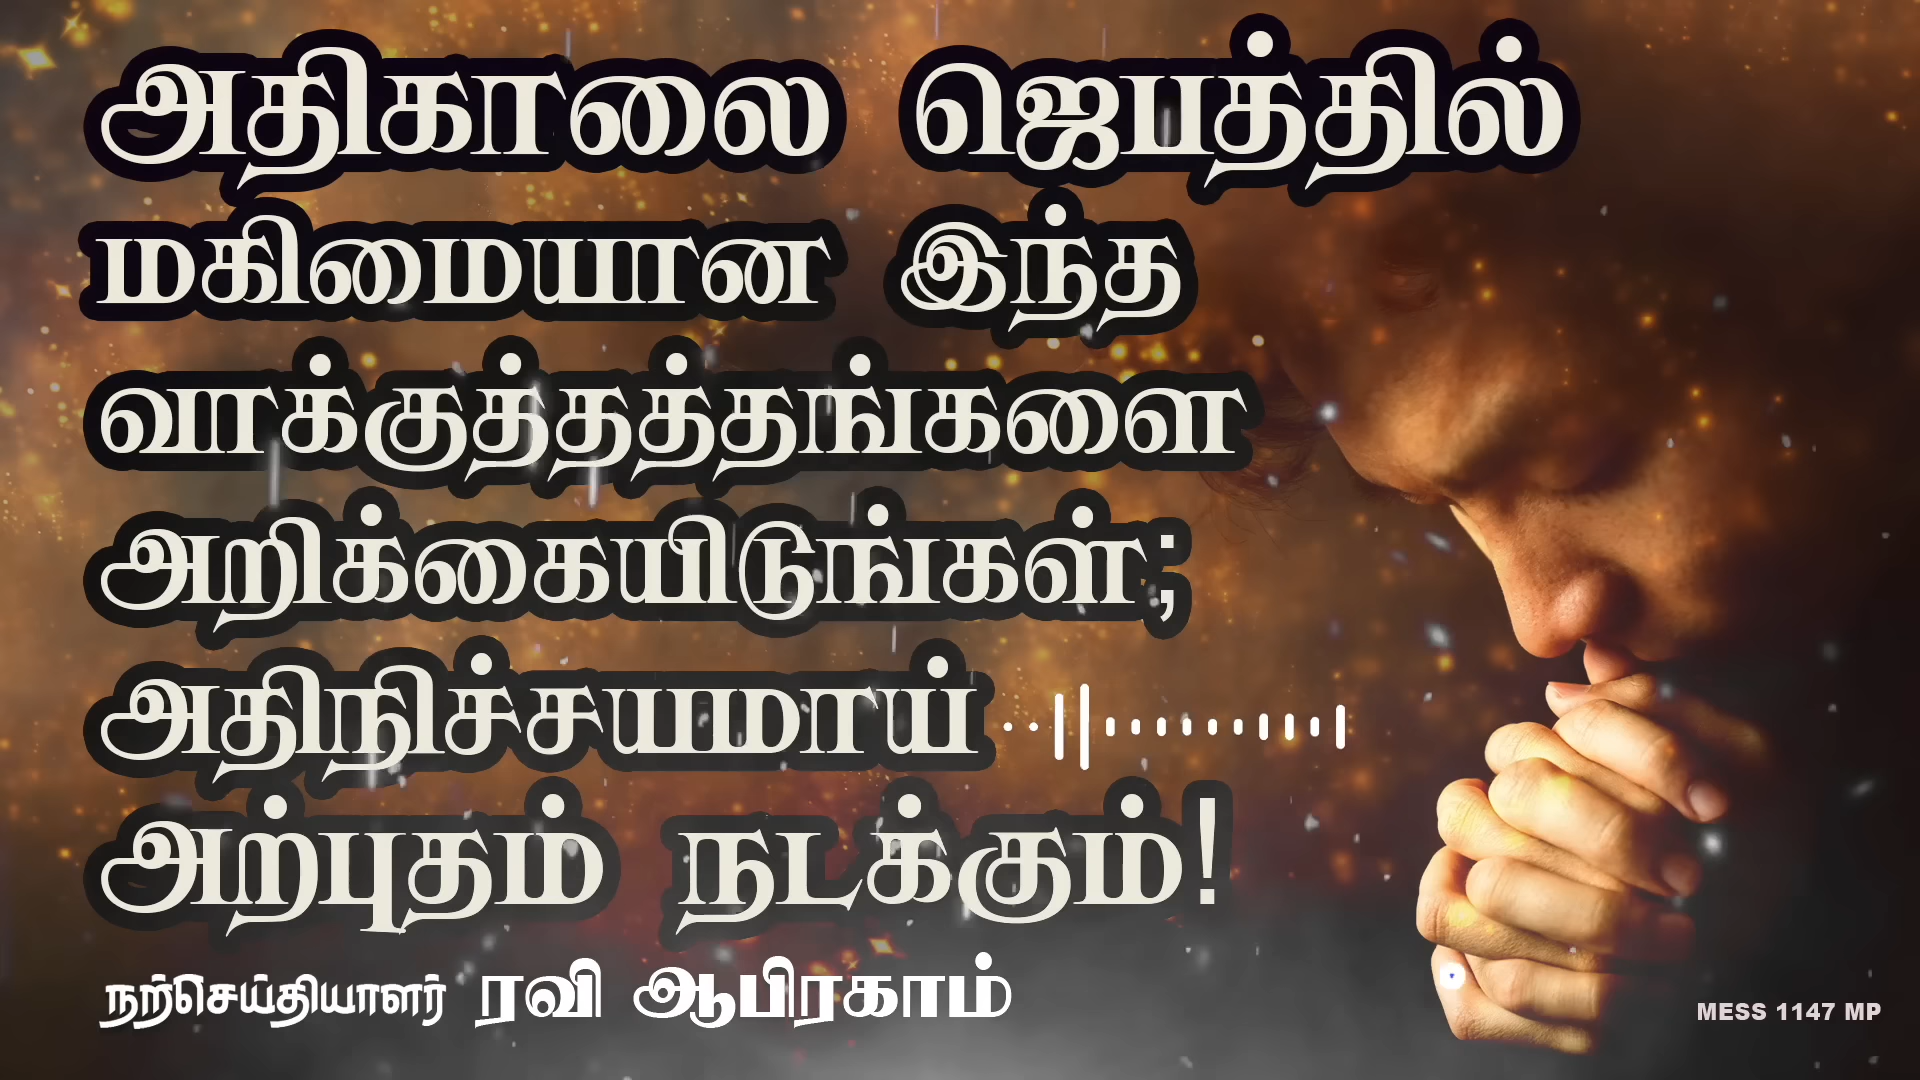 அதிகாலை ஜெபத்தில்
மகிமையான இந்த
வாக்குத்தத்தங்களை
அறிக்கையிடுங்கள்;
அதிநிச்சயமாய்
அற்புதம் நடக்கும்!
நற்செய்தியாளர் ரவி ஆபிரகாம்
MESS 1147 MP